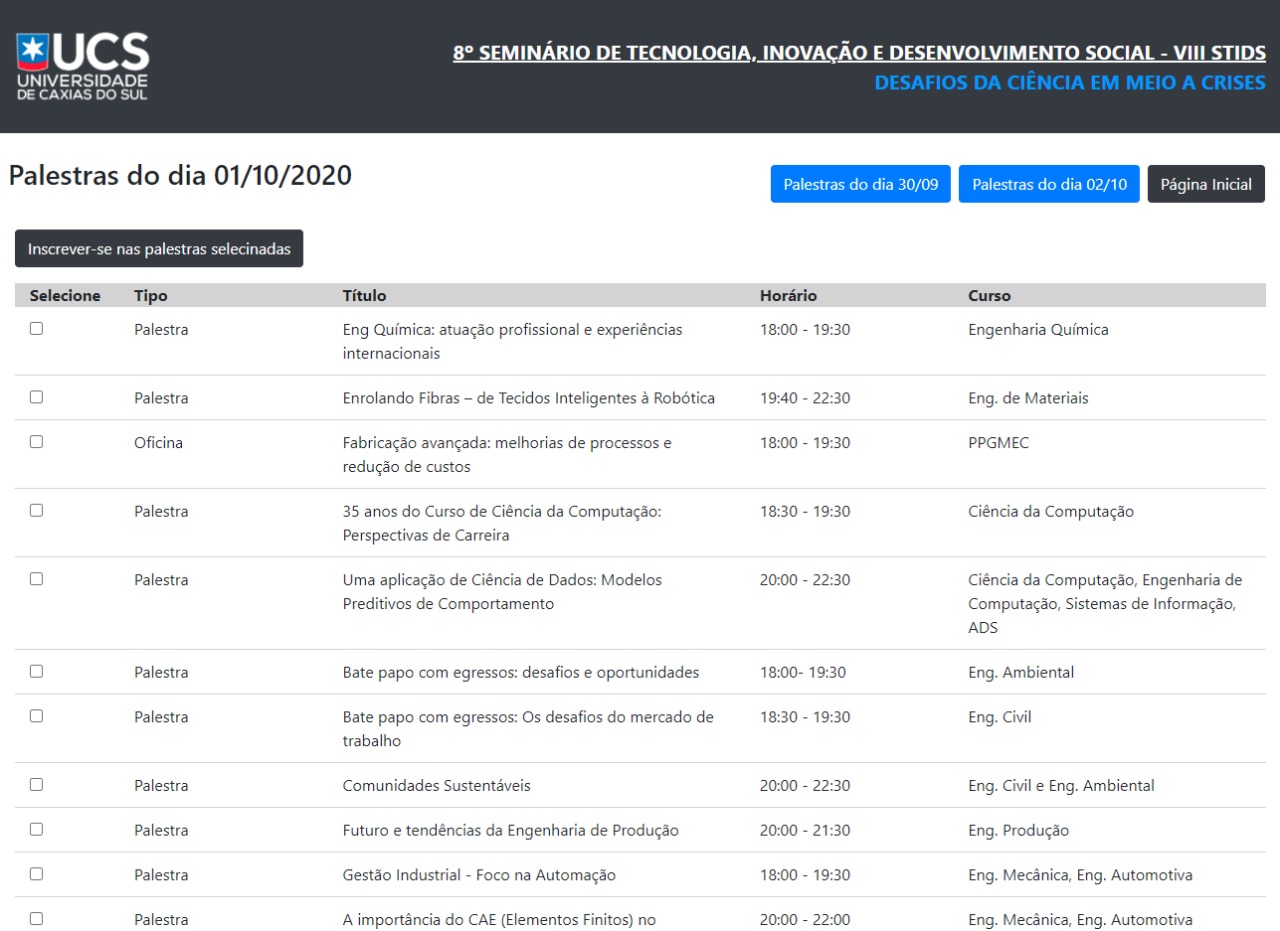 UCS
UNIVERSIDADE
DE CAXIAS DO SUL
8º SEMINÁRIO DE TECNOLOGIA, INOVAÇÃO E DESENVOLVIMENTO SOCIAL - VIII STIDS
DESAFIOS DA CIÊNCIA EM MEIO A CRISES
Palestras do dia 01/10/2020
Palestras do dia 30/09 Palestras do dia 02/10 Página Inicial
Inscrever-se nas palestras selecinadas
Selecione Tipo Título Horário Curso
Palestra Eng Química: atuação profissional e experiências 18:00 - 19:30 Engenharia Química
internacionais
Palestra Enrolando Fibras – de Tecidos Inteligentes à Robótica 19:40 - 22:30 Eng. de Materiais
Oficina Fabricação avançada: melhorias de processos e 18:00 - 19:30 PPGMEC
redução de custos
Palestra 35 anos do Curso de Ciência da Computação: 18:30 - 19:30 Ciência da Computação
Perspectivas de Carreira
Palestra Uma aplicação de Ciência de Dados: Modelos 20:00 - 22:30 Ciência da Computação, Engenharia de
Preditivos de Comportamento Computação, Sistemas de Informação,
ADS
Palestra Bate papo com egressos: desafios e oportunidades 18:00- 19:30 Eng. Ambiental
Palestra Bate papo com egressos: Os desafios do mercado de 18:30 - 19:30 Eng. Civil
trabalho
Palestra Comunidades Sustentáveis 20:00 - 22:30 Eng. Civil e Eng. Ambiental
Palestra Futuro e tendências da Engenharia de Produção 20:00 - 21:30 Eng. Produção
Palestra Gestão Industrial - Foco na Automação 18:00 - 19:30 Eng. Mecânica, Eng. Automotiva
Palestra A importância do CAE (Elementos Finitos) no 20:00 - 22:00 Eng. Mecânica, Eng. Automotiva